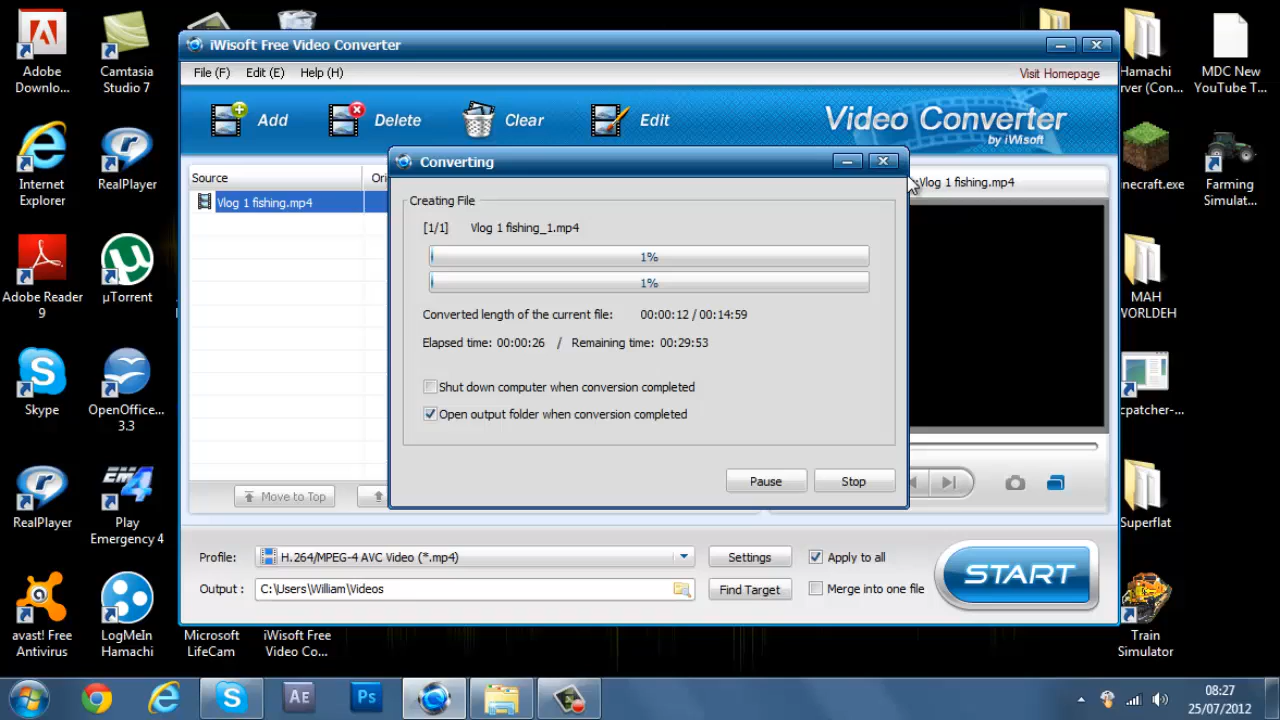 Adobe
Downlo...
Camtasia
Studio 7
Internet
Explorer
RealPlayer
Adobe Reader
9
µTorrent
Skype
OpenOffice...
3.3
RealPlayer
EM4
Play
Emergency 4
avast! Free
Antivirus
LogMeIn
Hamachi
Microsoft
LifeCam
iWisoft Free
Video Co...
iWisoft Free Video Converter
File (F) Edit (E) Help (H) Visit Homepage
Add Delete Clear Edit
Video Converter
by iWisoft
Source Ori
Vlog 1 fishing.mp4
Vlog 1 fishing.mp4
Converting
Creating File
[1/1] Vlog 1 fishing_1.mp4
1%
1%
Converted length of the current file: 00:00:12 / 00:14:59
Elapsed time: 00:00:26 / Remaining time: 00:29:53
Shut down computer when conversion completed
Open output folder when conversion completed
Pause Stop
Move to Top
Profile: H.264/MPEG-4 AVC Video (*.mp4) Settings Apply to all
Output : C:\Users\William\Videos Find Target Merge into one file
START
Hamachi
rver (Con...
MDC New
YouTube T...
inecraft.exe
Farming
Simulat...
MAH
WORLDEH
cpatcher-...
Superflat
Train
Simulator
Ae Ps
08:27
25/07/2012